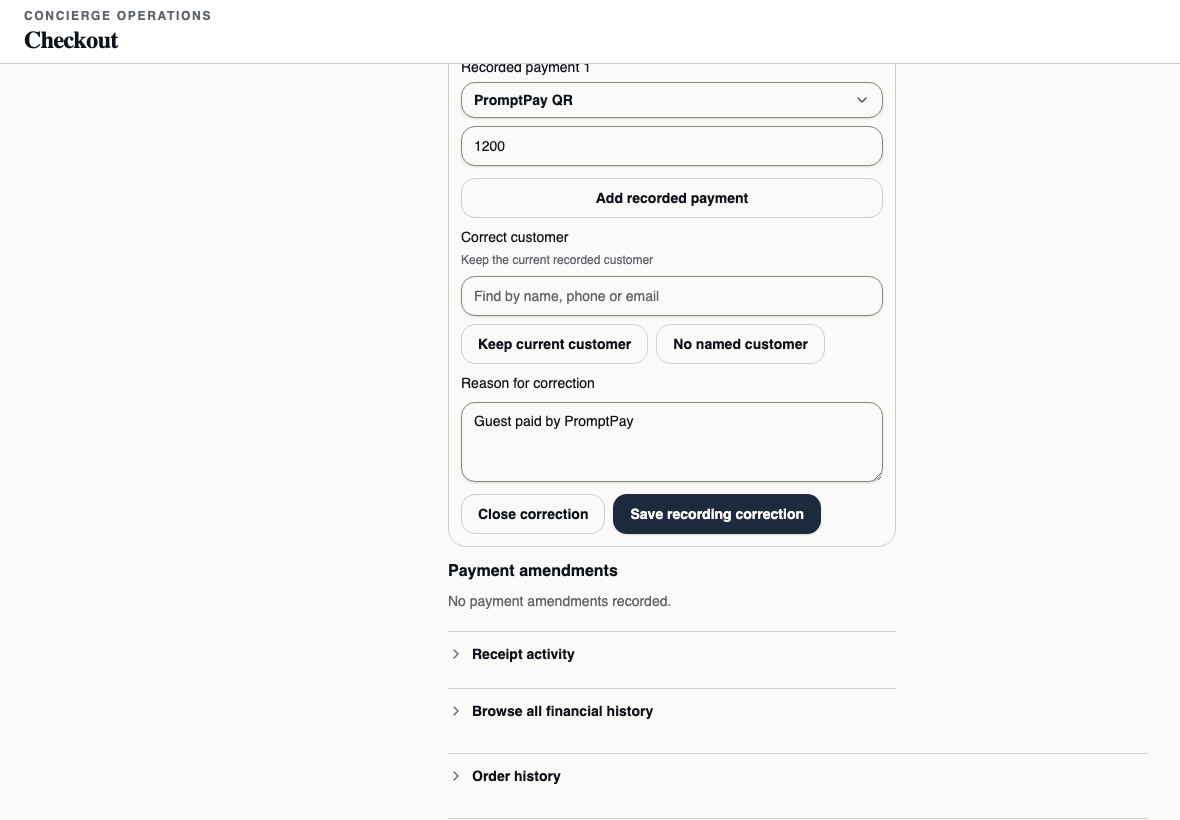 CONCIERGE OPERATIONS
Checkout
Recorded payment 1
PromptPay QR
1200
Add recorded payment
Correct customer
Keep the current recorded customer
Find by name, phone or email
Keep current customer
No named customer
Reason for correction
Guest paid by PromptPay
Close correction
Save recording correction
Payment amendments
No payment amendments recorded.
Receipt activity
Browse all financial history
Order history